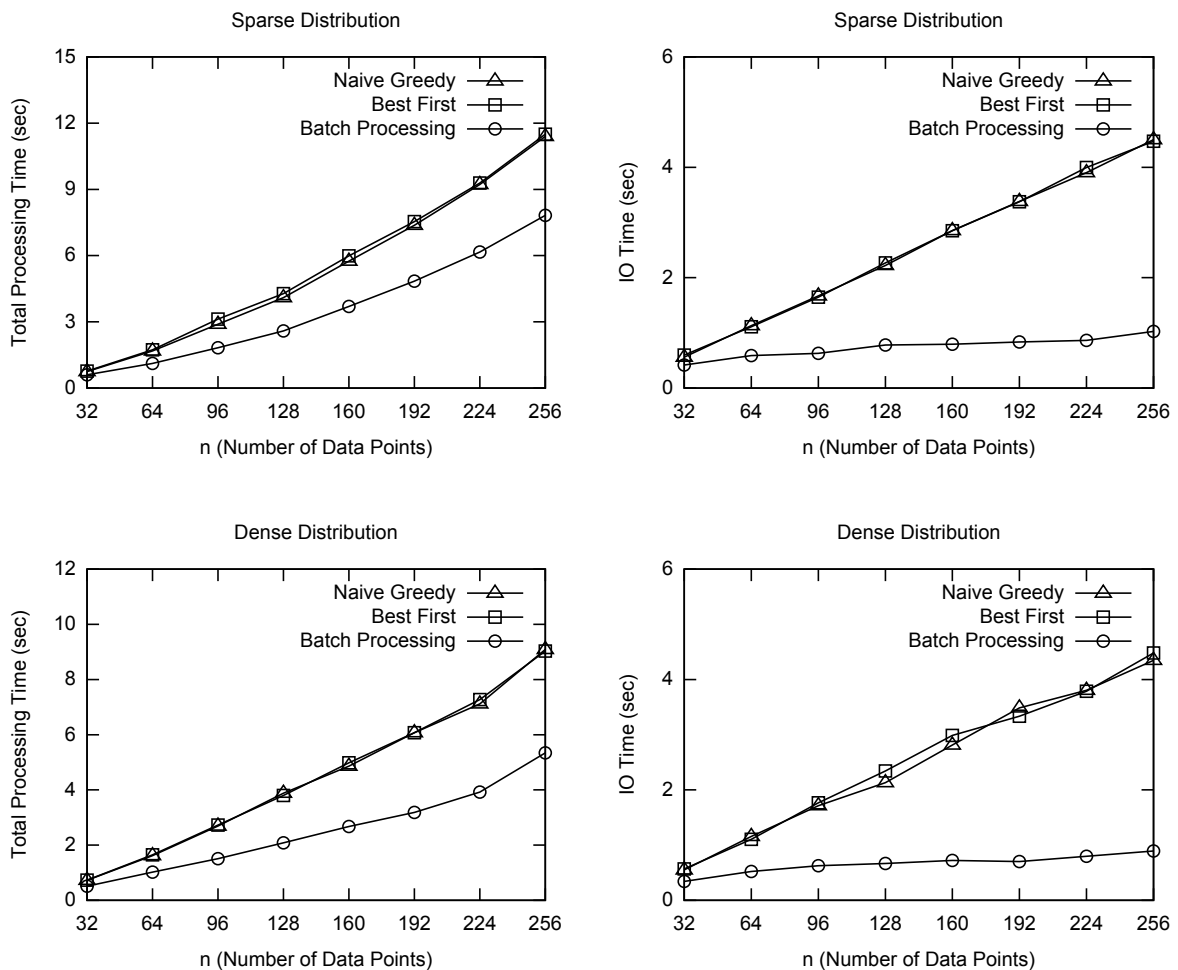 Sparse Distribution
Total Processing Time (sec)
15
12
9
6
3
0
Naive Greedy
Best First
Batch Processing
32 64 96 128 160 192 224 256
n (Number of Data Points)
Sparse Distribution
IO Time (sec)
6
4
2
0
Naive Greedy
Best First
Batch Processing
32 64 96 128 160 192 224 256
n (Number of Data Points)
Dense Distribution
Total Processing Time (sec)
12
10
8
6
4
2
0
Naive Greedy
Best First
Batch Processing
32 64 96 128 160 192 224 256
n (Number of Data Points)
Dense Distribution
IO Time (sec)
6
4
2
0
Naive Greedy
Best First
Batch Processing
32 64 96 128 160 192 224 256
n (Number of Data Points)